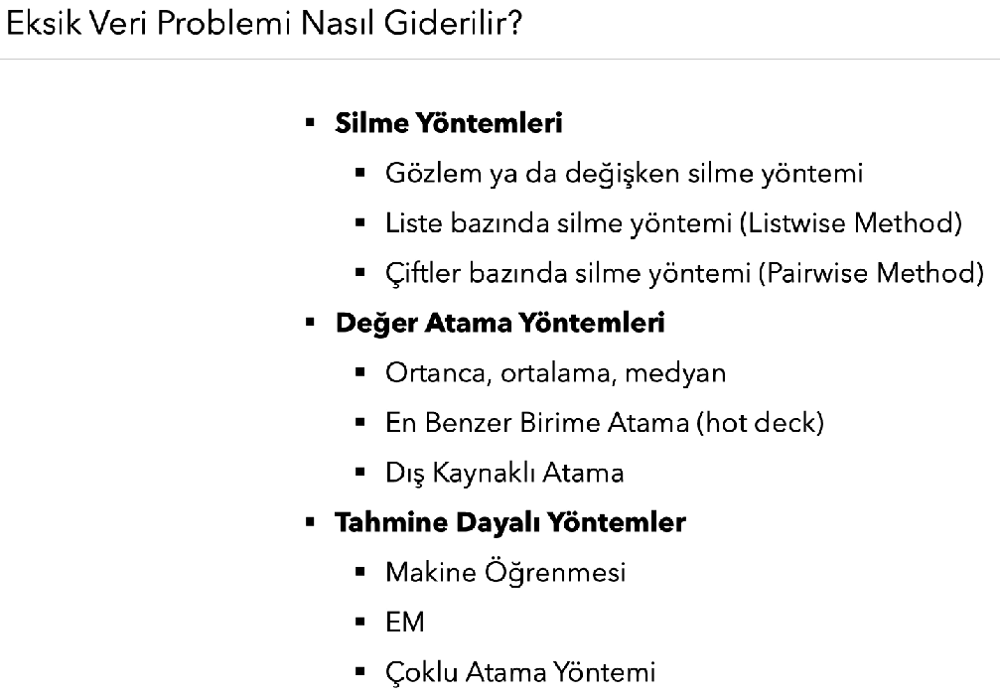 Eksik Veri Problemi Nasıl Giderilir?
▪ Silme Yöntemleri
▪ Gözlem ya da değişken silme yöntemi
▪ Liste bazında silme yöntemi (Listwise Method)
▪ Çiftler bazında silme yöntemi (Pairwise Method)
▪ Değer Atama Yöntemleri
▪ Ortanca, ortalama, medyan
▪ En Benzer Birime Atama (hot deck)
▪ Dış Kaynaklı Atama
▪ Tahmine Dayalı Yöntemler
▪ Makine Öğrenmesi
▪ EM
▪ Çoklu Atama Yöntemi